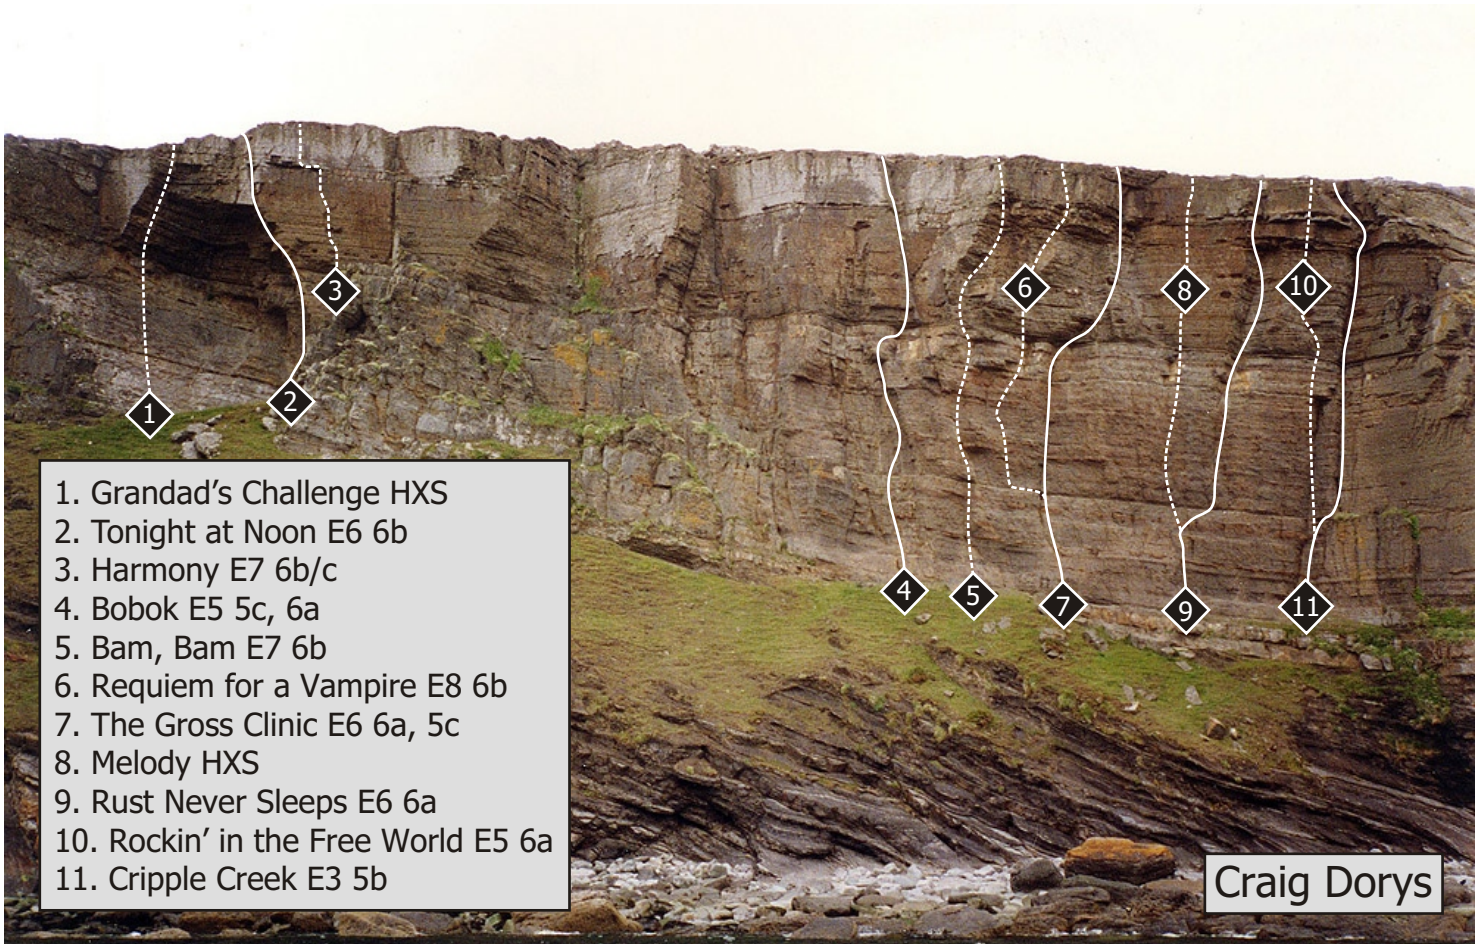 3
6
8
10
1
2
4
5
7
9
11
1. Grandad’s Challenge HXS
2. Tonight at Noon E6 6b
3. Harmony E7 6b/c
4. Bobok E5 5c, 6a
5. Bam, Bam E7 6b
6. Requiem for a Vampire E8 6b
7. The Gross Clinic E6 6a, 5c
8. Melody HXS
9. Rust Never Sleeps E6 6a
10. Rockin’ in the Free World E5 6a
11. Cripple Creek E3 5b
Craig Dorys